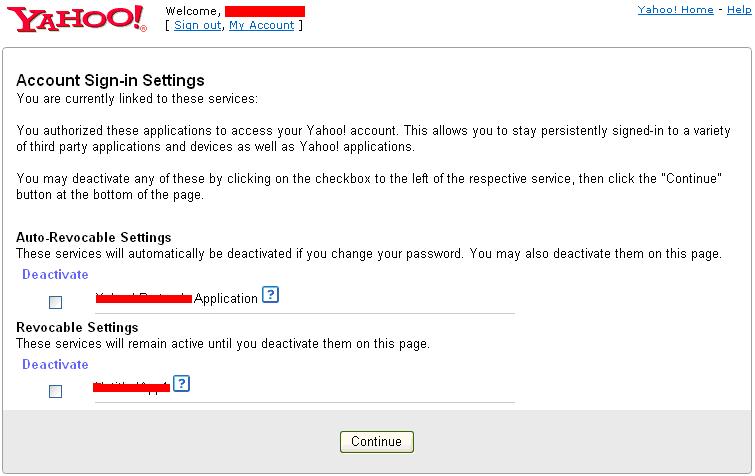 YAHOO!
Welcome,
[ Sign out, My Account ]
Yahoo! Home - Help
Account Sign-in Settings
You are currently linked to these services:
You authorized these applications to access your Yahoo! account. This allows you to stay persistently signed-in to a variety
of third party applications and devices as well as Yahoo! applications.
You may deactivate any of these by clicking on the checkbox to the left of the respective service, then click the "Continue"
button at the bottom of the page.
Auto-Revocable Settings
These services will automatically be deactivated if you change your password. You may also deactivate them on this page.
Deactivate
Application ?
Revocable Settings
These services will remain active until you deactivate them on this page.
Deactivate
?
Continue